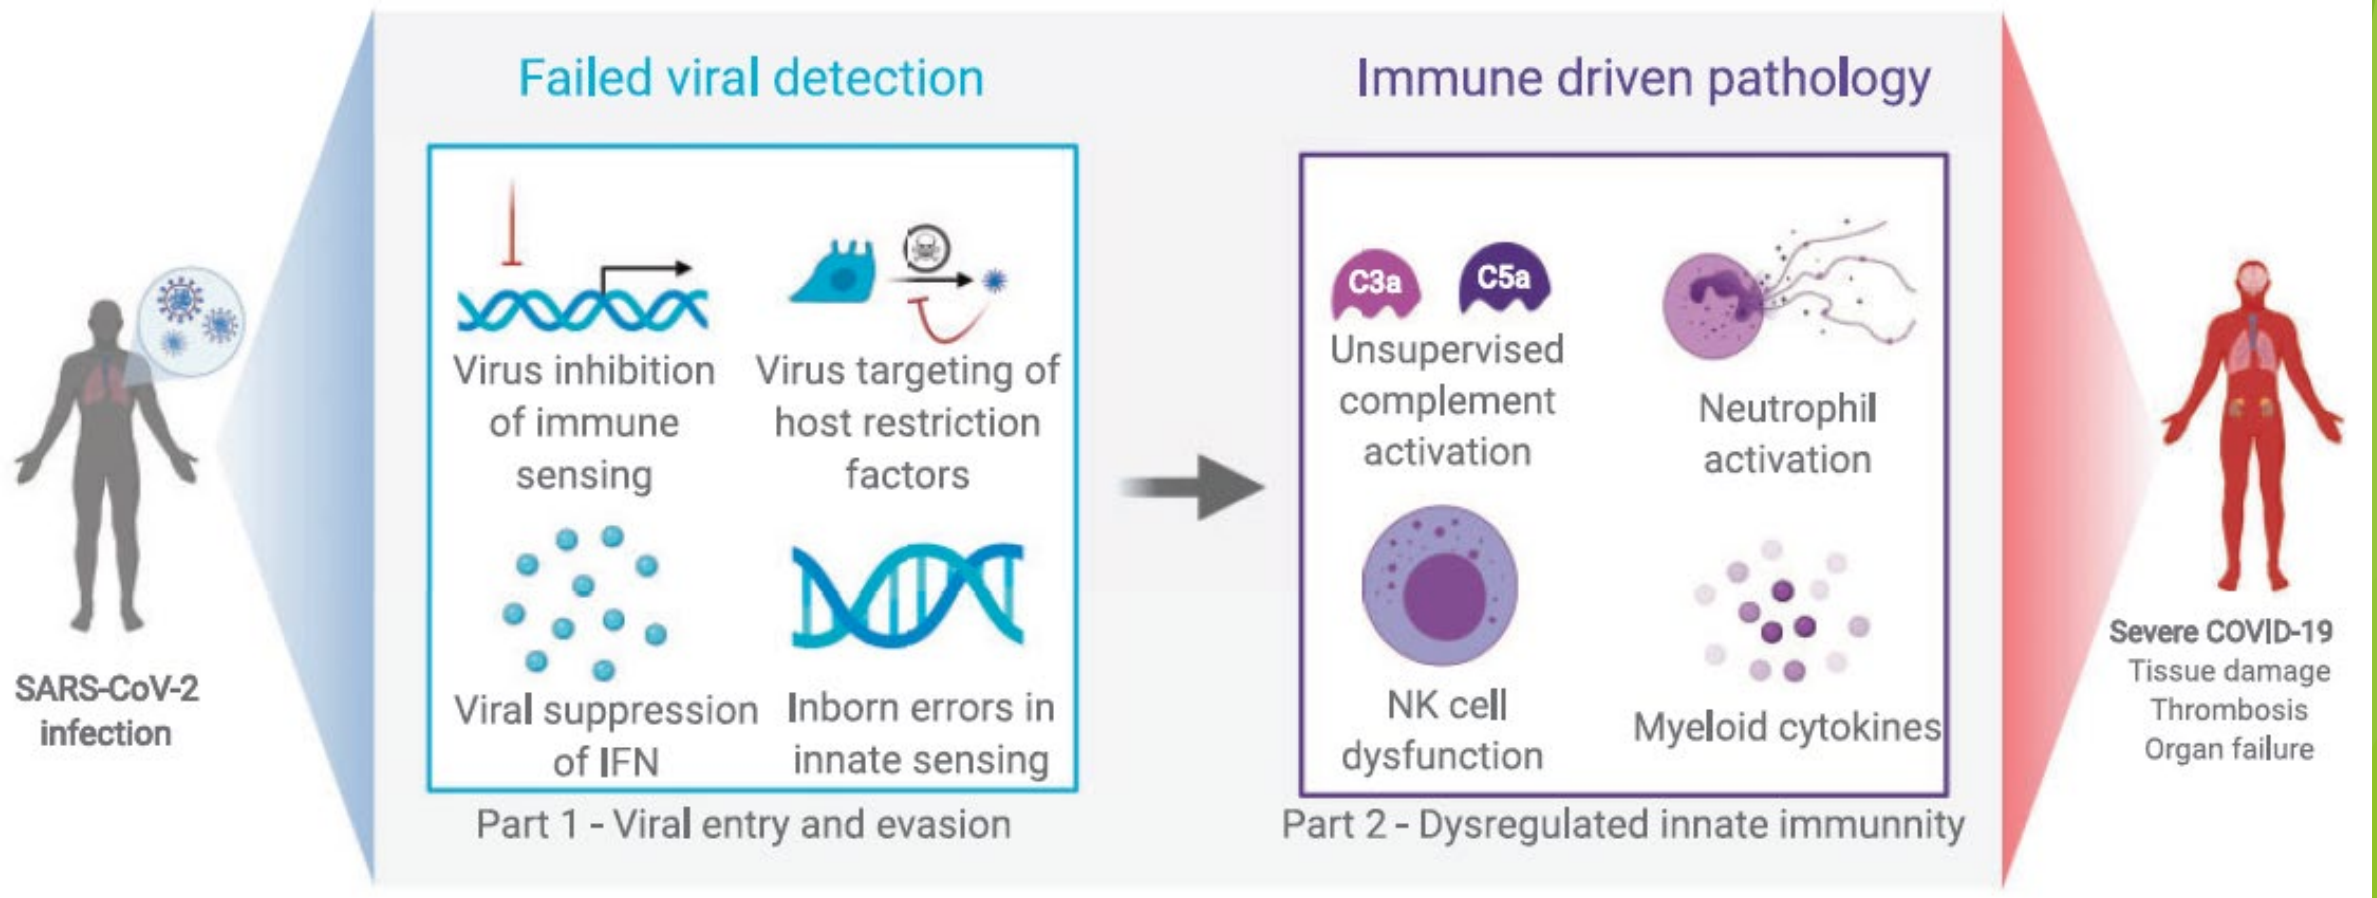 Failed viral detection
Immune driven pathology
Virus inhibition
of immune
sensing
Virus targeting of
host restriction
factors
Viral suppression
of IFN
Inborn errors in
innate sensing
Part 1 - Viral entry and evasion
C3a
C5a
Unsupervised
complement
activation
Neutrophil
activation
NK cell
dysfunction
Myeloid cytokines
Part 2 - Dysregulated innate immunnity
SARS-CoV-2
infection
Severe COVID-19
Tissue damage
Thrombosis
Organ failure